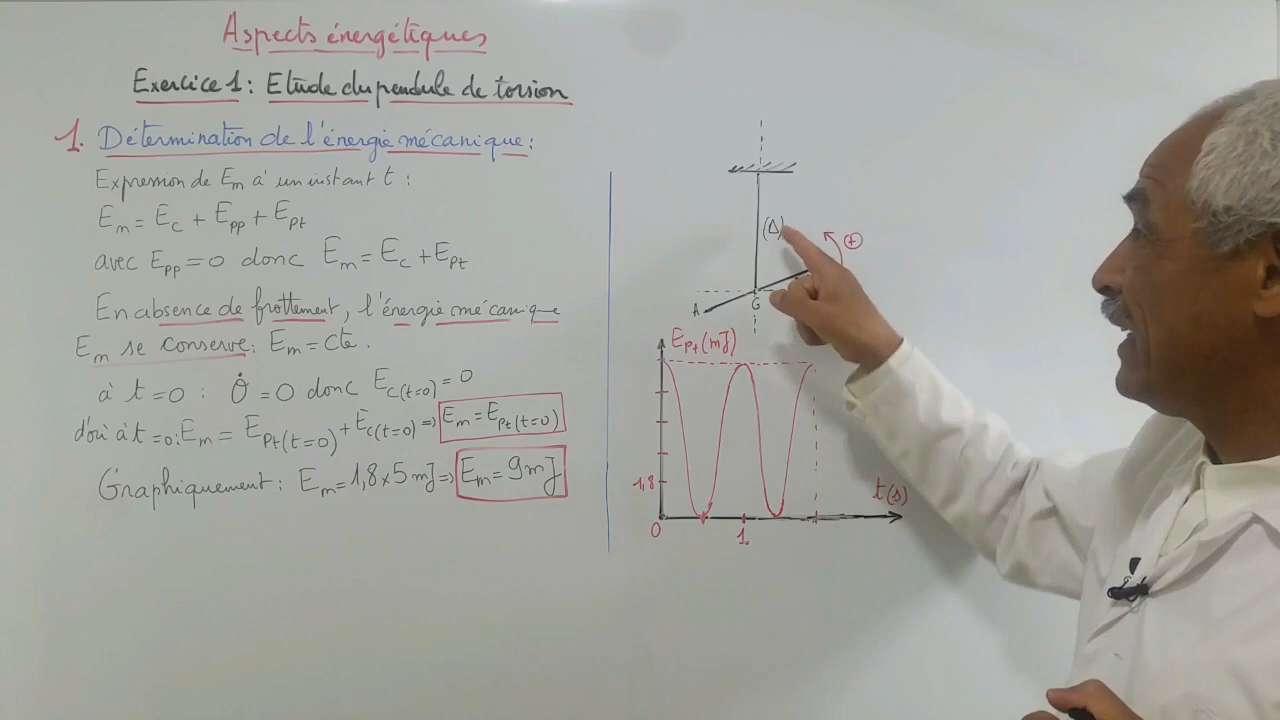 Aspects énergétiques
Exercice 1 : Etude du pendule de torsion
1. Détermination de l'énergie mécanique :
Expression de Em à un instant t :
Em = Ec + Epp + Ept
avec Epp = 0 donc Em = Ec + Ept
En absence de frottement, l'énergie mécanique
Em se conserve : Em = cte.
à t = 0 : θ̇ = 0 donc Ec(t=0) = 0
d'où à t=0 : Em = Ept(t=0) + Ec(t=0) ⇒ Em = Ept(t=0)
Graphiquement : Em = 1,8 x 5 mJ ⇒ Em = 9 mJ
(Δ)
+
A
G
Ept (mJ)
1,8
t(s)
0
1